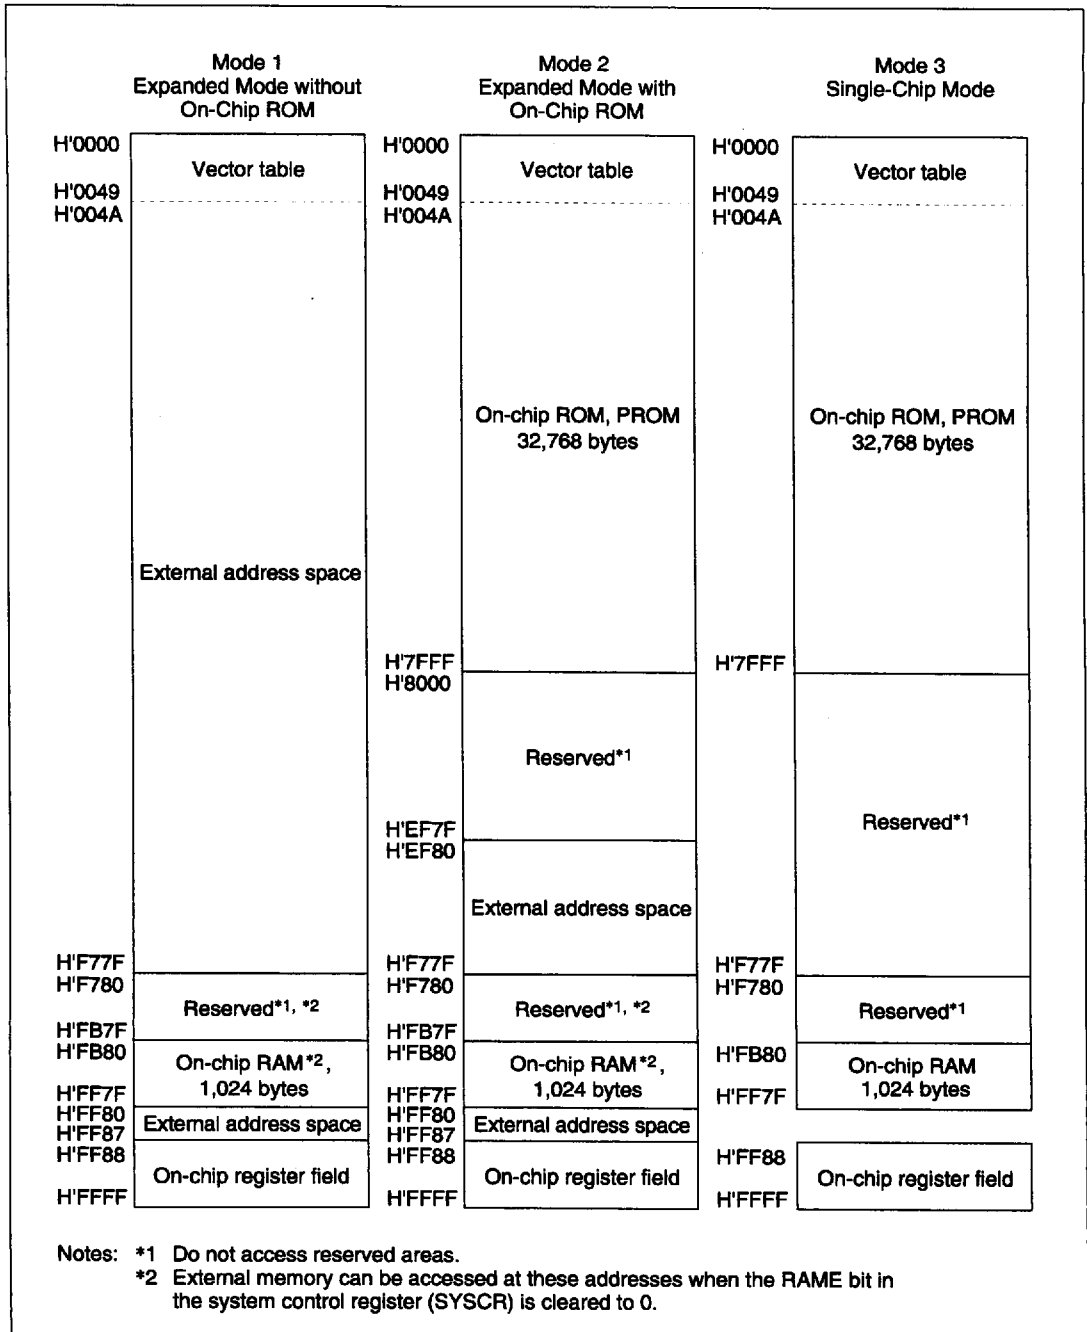 Mode 1
Expanded Mode without
On-Chip ROM
H'0000
Vector table
H'0049
H'004A
External address space
H'F77F
H'F780
Reserved*1, *2
H'FB7F
H'FB80
On-chip RAM*2,
1,024 bytes
H'FF7F
H'FF80
External address space
H'FF87
H'FF88
On-chip register field
H'FFFF
Mode 2
Expanded Mode with
On-Chip ROM
H'0000
Vector table
H'0049
H'004A
On-chip ROM, PROM
32,768 bytes
H'7FFF
H'8000
Reserved*1
H'EF7F
H'EF80
External address space
H'F77F
H'F780
Reserved*1, *2
H'FB7F
H'FB80
On-chip RAM*2,
1,024 bytes
H'FF7F
H'FF80
External address space
H'FF87
H'FF88
On-chip register field
H'FFFF
Mode 3
Single-Chip Mode
H'0000
Vector table
H'0049
H'004A
On-chip ROM, PROM
32,768 bytes
H'7FFF
Reserved*1
H'F77F
H'F780
Reserved*1
H'FB80
On-chip RAM
1,024 bytes
H'FF7F
H'FF88
On-chip register field
H'FFFF
Notes: *1 Do not access reserved areas.
*2 External memory can be accessed at these addresses when the RAME bit in
the system control register (SYSCR) is cleared to 0.